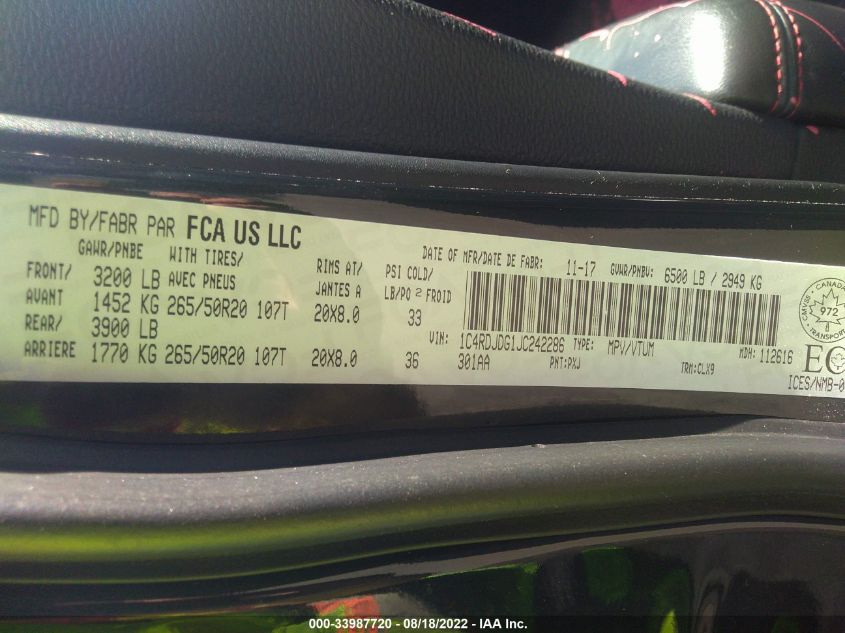 MFD BY/FABR PAR FCA US LLC
DATE OF MFR/DATE DE FABR: 11-17 GVWR/PNBV: 6500 LB / 2949 KG
GAWR/PNBE WITH TIRES/ RIMS AT/ PSI COLD/
FRONT/ 3200 LB AVEC PNEUS JANTES A LB/PO 2 FROID
AVANT 1452 KG 265/50R20 107T 20X8.0 33
REAR/ 3900 LB
ARRIERE 1770 KG 265/50R20 107T 20X8.0 36
VIN: 1C4RDJDG1JC242286 TYPE: MPV/VTUM MDH: 112616
301AA PNT:PXJ TRM:CLX9
CANADA
CMVSS
972
EC
ICES/NMB-0
000-33987720 — 08/18/2022 — IAA Inc.